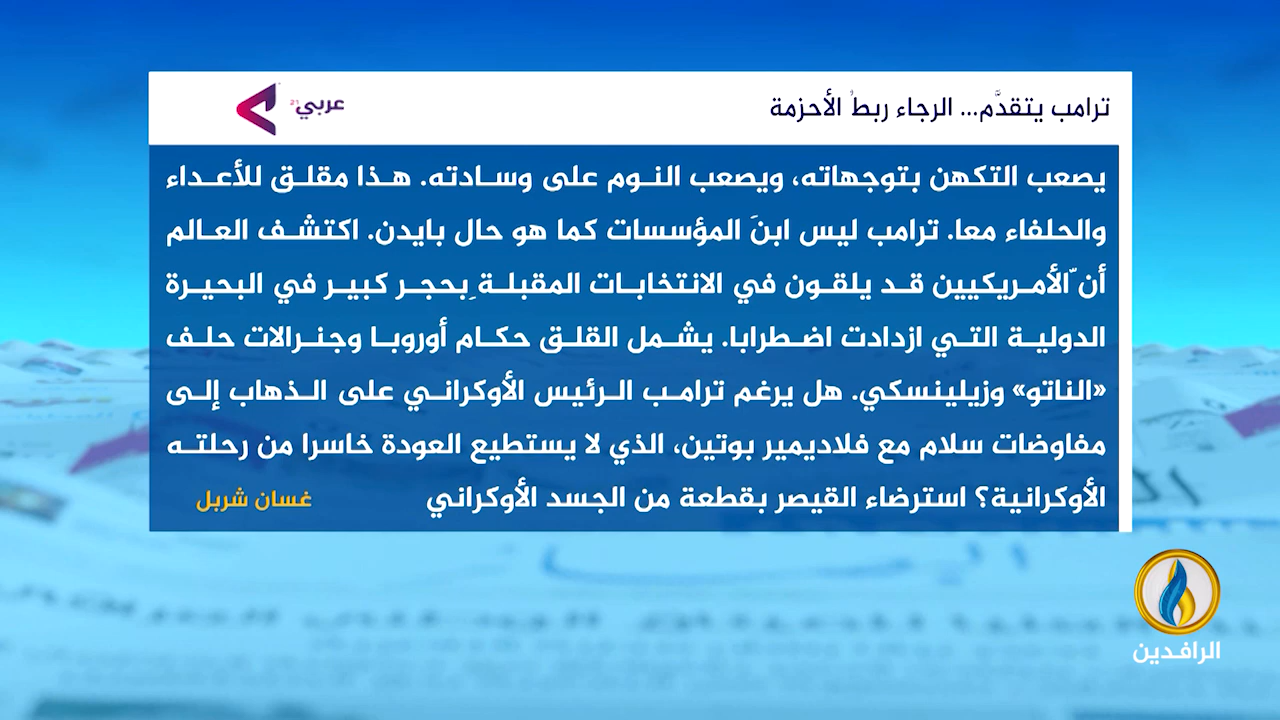 ترامب يتقدَّم... الرجاء ربطُ الأحزمة
عربي21
يصعب التكهن بتوجهاته، ويصعب النوم على وسادته. هذا مقلق للأعداء
والحلفاء معا. ترامب ليس ابنَ المؤسسات كما هو حال بايدن. اكتشف العالم
أن ّالأمريكيين قد يلقون في الانتخابات المقبلة ِبحجر كبير في البحيرة
الدولية التي ازدادت اضطرابا. يشمل القلق حكام أوروبا وجنرالات حلف
«الناتو» وزيلينسكي. هل يرغم ترامب الرئيس الأوكراني على الذهاب إلى
مفاوضات سلام مع فلاديمير بوتين، الذي لا يستطيع العودة خاسرا من رحلته
الأوكرانية؟ استرضاء القيصر بقطعة من الجسد الأوكراني
غسان شربل
الرافدين